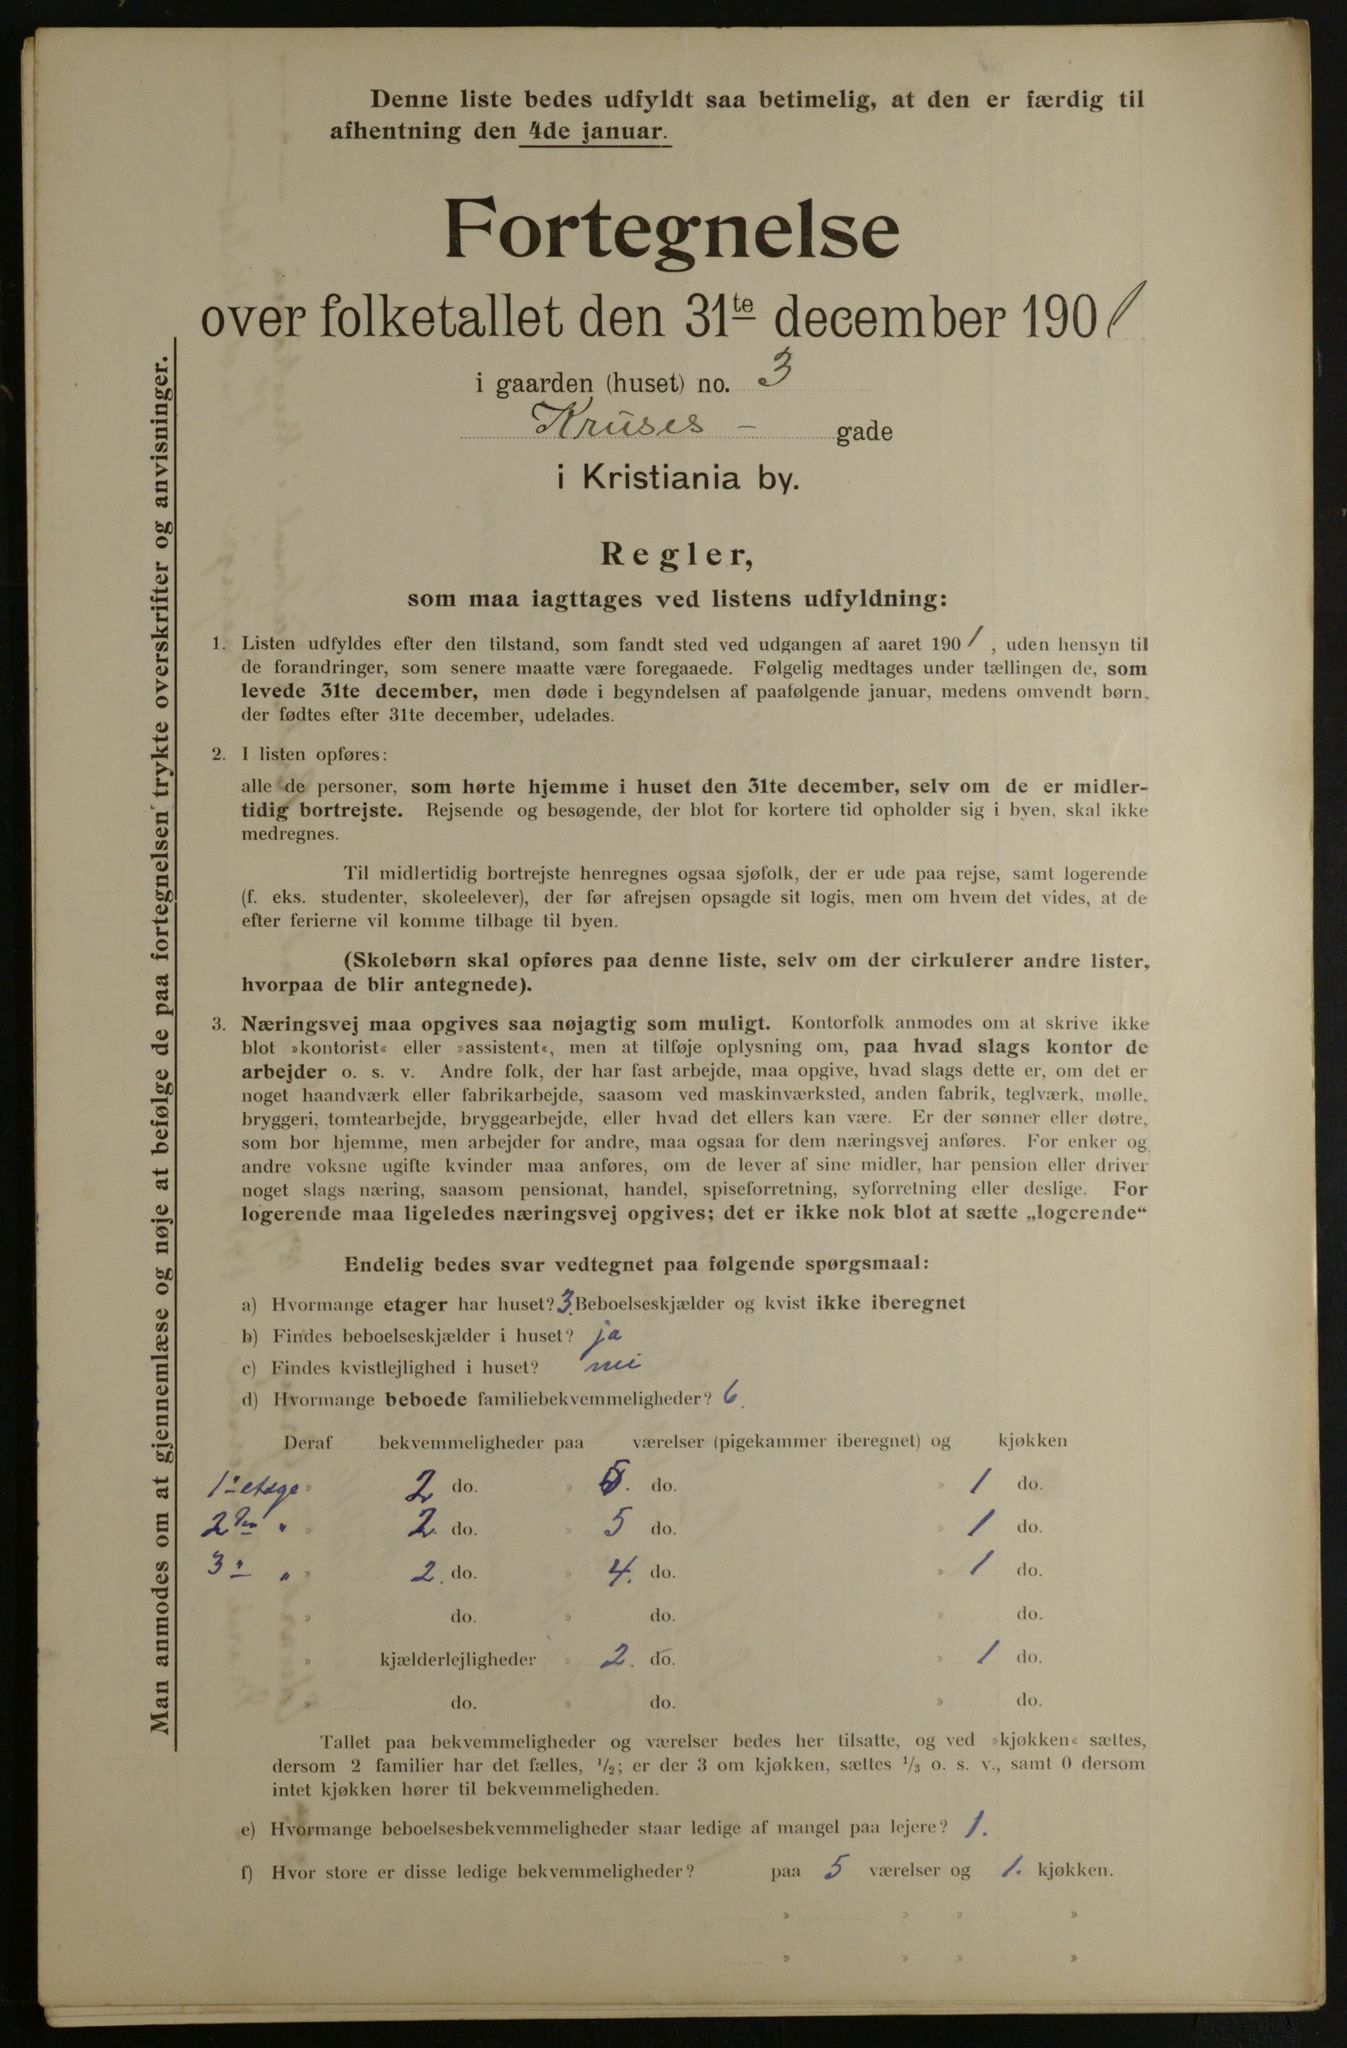 Denne liste bedes udfyldt saa betimelig, at den er færdig til
afhentning den 4de januar.
Fortegnelse
over folketallet den 31te december 1901
i gaarden (huset) no. 3
Kruses - gade
i Kristiania by.
Regler,
som maa iagttages ved listens udfyldning:
1. Listen udfyldes efter den tilstand, som fandt sted ved udgangen af aaret 1901, uden hensyn til
de forandringer, som senere maatte være foregaaede. Følgelig medtages under tællingen de, som
levede 31te december, men døde i begyndelsen af paafølgende januar, medens omvendt børn,
der fødtes efter 31te december, udelades.
2. I listen opføres:
alle de personer, som hørte hjemme i huset den 31te december, selv om de er midler-
tidig bortrejste. Rejsende og besøgende, der blot for kortere tid opholder sig i byen, skal ikke
medregnes.
Til midlertidig bortrejste henregnes ogsaa sjøfolk, der er ude paa rejse, samt logerende
(f. eks. studenter, skoleelever), der før afrejsen opsagde sit logis, men om hvem det vides, at de
efter ferierne vil komme tilbage til byen.
(Skolebørn skal opføres paa denne liste, selv om der cirkulerer andre lister,
hvorpaa de blir antegnede).
3. Næringsvej maa opgives saa nøjagtig som muligt. Kontorfolk anmodes om at skrive ikke
blot »kontorist« eller »assistent«, men at tilføje oplysning om, paa hvad slags kontor de
arbejder o. s. v. Andre folk, der har fast arbejde, maa opgive, hvad slags dette er, om det er
noget haandværk eller fabrikarbejde, saasom ved maskinværksted, anden fabrik, teglværk, mølle,
bryggeri, tomtearbejde, bryggearbejde, eller hvad det ellers kan være. Er der sønner eller døtre,
som bor hjemme, men arbejder for andre, maa ogsaa for dem næringsvej anføres. For enker og
andre voksne ugifte kvinder maa anføres, om de lever af sine midler, har pension eller driver
noget slags næring, saasom pensionat, handel, spiseforretning, syforretning eller deslige. For
logerende maa ligeledes næringsvej opgives; det er ikke nok blot at sætte „logerende“
Endelig bedes svar vedtegnet paa følgende spørgsmaal:
a) Hvormange etager har huset? 3. Beboelseskjælder og kvist ikke iberegnet
b) Findes beboelseskjælder i huset? ja
c) Findes kvistlejlighed i huset? nei
d) Hvormange beboede familiebekvemmeligheder? 6.
Deraf bekvemmeligheder paa værelser (pigekammer iberegnet) og kjøkken
1' etage » 2 do. » 5. do. » 1 do.
2den " » 2. do. » 5 do. » 1 do.
3' " » 2. do. » 4. do. » 1 do.
» do. » do. » do.
» kjælderlejligheder » 2. do. » 1 do.
» do. » do. » do.
Tallet paa bekvemmeligheder og værelser bedes her tilsatte, og ved »kjøkken« sættes,
dersom 2 familier har det fælles, 1/2; er der 3 om kjøkken, sættes 1/3 o. s. v., samt 0 dersom
intet kjøkken hører til bekvemmeligheden.
e) Hvormange beboelsesbekvemmeligheder staar ledige af mangel paa lejere? 1.
f) Hvor store er disse ledige bekvemmeligheder? paa 5 værelser og 1. kjøkken.
» » » »
» » » »
Man anmodes om at gjennemlæse og nøje at befølge de paa fortegnelsen trykte overskrifter og anvisninger.